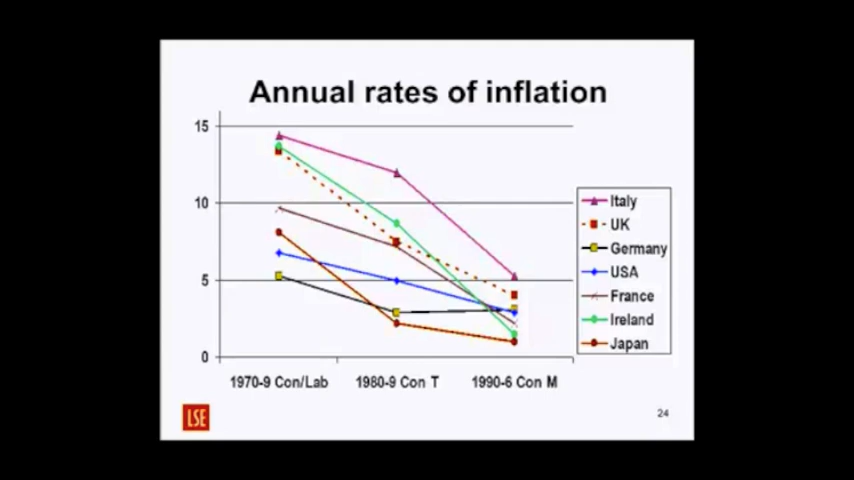 Annual rates of inflation
15
10
5
0
1970-9 Con/Lab
1980-9 Con T
1990-6 Con M
Italy
UK
Germany
USA
France
Ireland
Japan
LSE
24